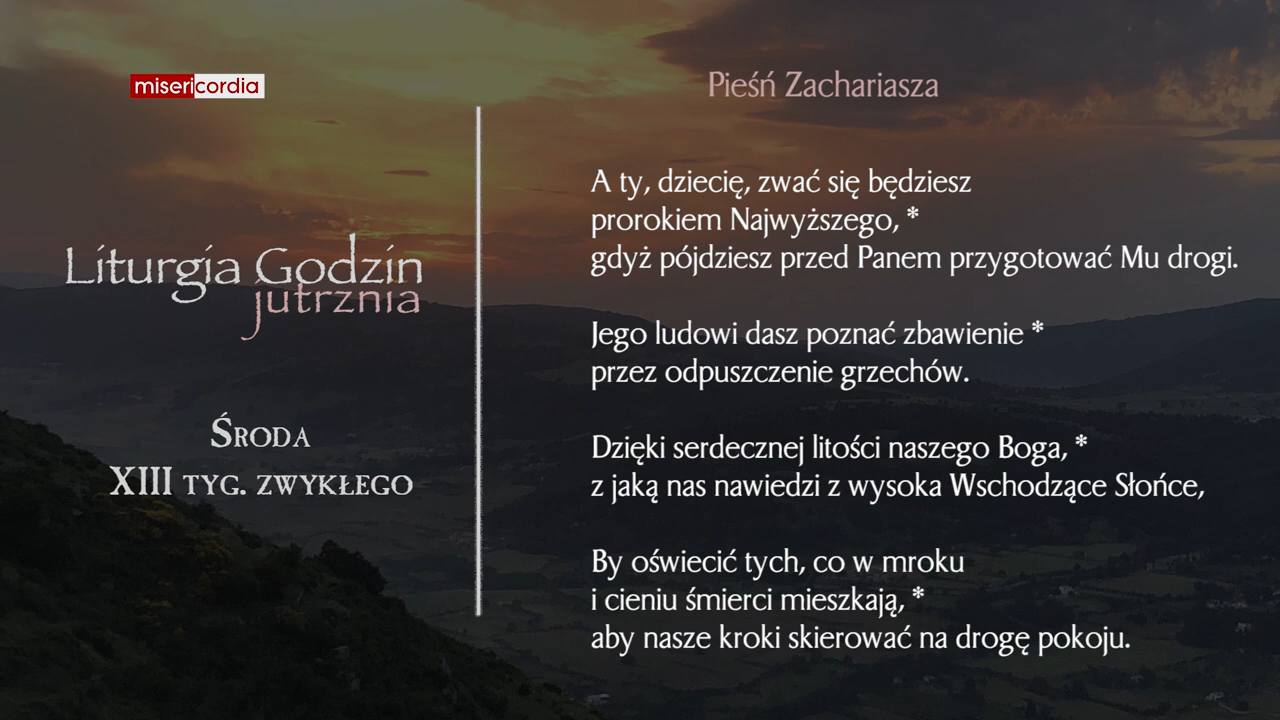 misericordia
Liturgia Godzin
jutrznia
Środa
XIII tyg. zwykłego
Pieśń Zachariasza
A ty, dziecię, zwać się będziesz
prorokiem Najwyższego, *
gdyż pójdziesz przed Panem przygotować Mu drogi.
Jego ludowi dasz poznać zbawienie *
przez odpuszczenie grzechów.
Dzięki serdecznej litości naszego Boga, *
z jaką nas nawiedzi z wysoka Wschodzące Słońce,
By oświecić tych, co w mroku
i cieniu śmierci mieszkają, *
aby nasze kroki skierować na drogę pokoju.